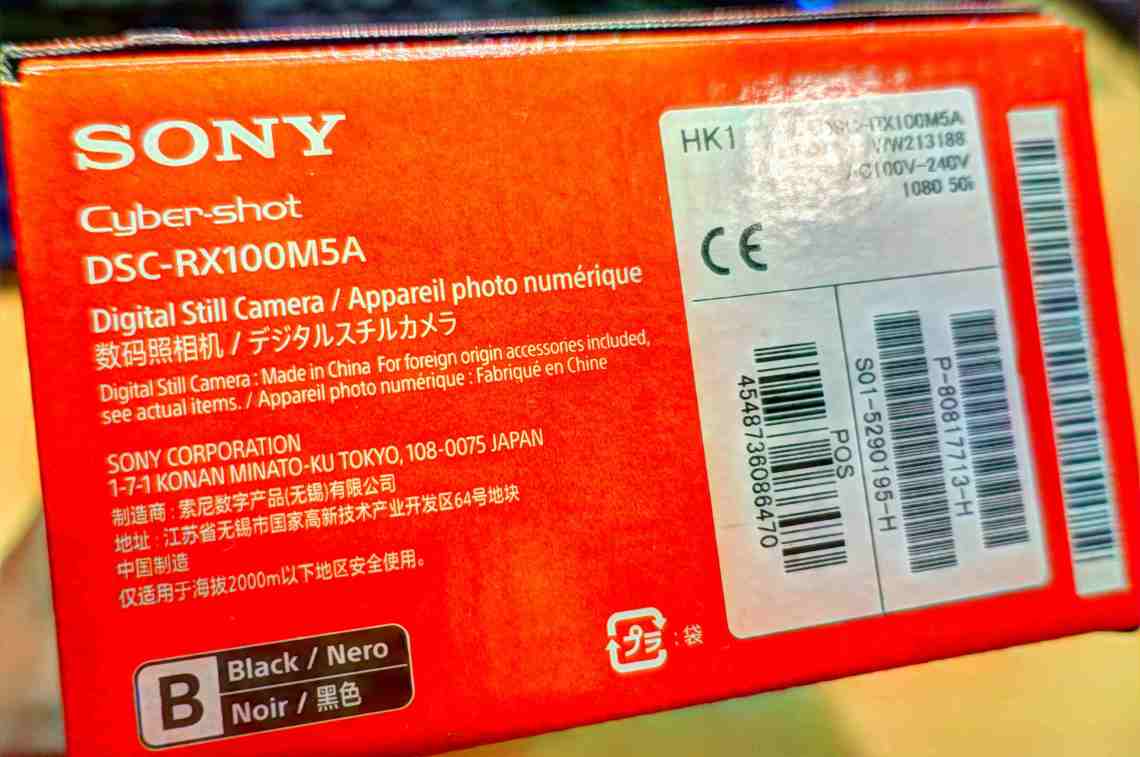 SONY
Cyber-shot
DSC-RX100M5A
Digital Still Camera / Appareil photo numérique
数码照相机 / デジタルスチルカメラ
Digital Still Camera : Made in China For foreign origin accessories included,
see actual items. / Appareil photo numérique : Fabriqué en Chine
SONY CORPORATION
1-7-1 KONAN MINATO-KU TOKYO, 108-0075 JAPAN
制造商 : 索尼数字产品(无锡)有限公司
地址 : 江苏省无锡市国家高新技术产业开发区64号地块
中国制造
仅适用于海拔2000m以下地区安全使用。
B
Black / Nero
Noir / 黑色
プラ : 袋
HK1
DSC-RX100M5A
W213188
AC100V-240V
1080 50i
CE
4548736086470
POS
S01-5290195-H
P-80817713-H